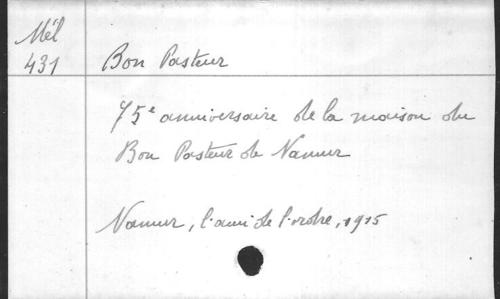 Mél
431
Bon Pasteur
75e anniversaire de la maison du
Bon Pasteur de Namur
Namur, l'ami de l'ordre, 1915